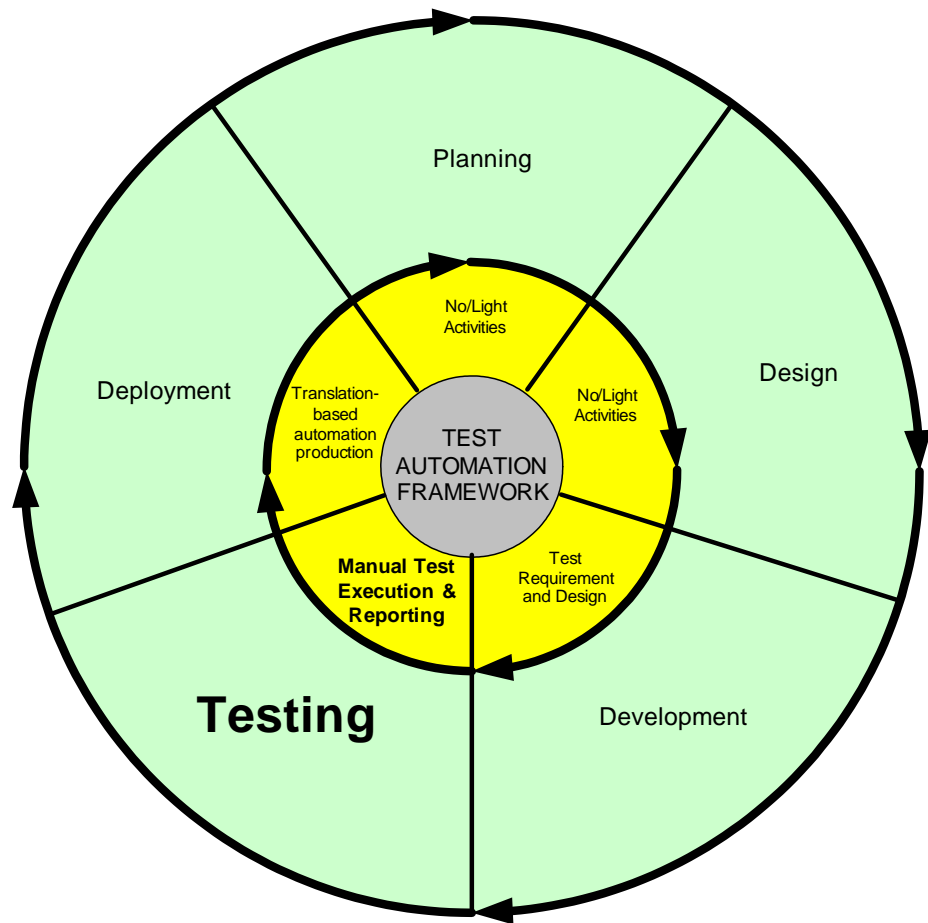 Planning
Design
Development
Testing
Deployment
No/Light
Activities
No/Light
Activities
Test
Requirement
and Design
Manual Test
Execution &
Reporting
Translation-
based
automation
production
TEST
AUTOMATION
FRAMEWORK